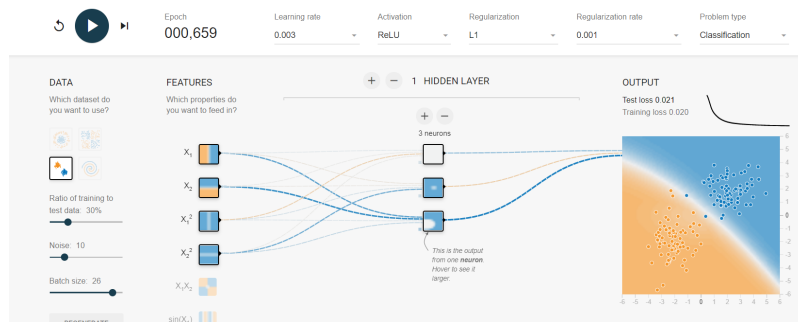 Epoch
000,659
Learning rate
0.003
Activation
ReLU
Regularization
L1
Regularization rate
0.001
Problem type
Classification
DATA
Which dataset do
you want to use?
Ratio of training to
test data: 30%
Noise: 10
Batch size: 26
REGENERATE
FEATURES
Which properties do
you want to feed in?
X₁
X₂
X₁²
X₂²
X₁X₂
sin(X₁)
+ − 1 HIDDEN LAYER
+ −
3 neurons
This is the output
from one neuron.
Hover to see it
larger.
OUTPUT
Test loss 0.021
Training loss 0.020
6
5
4
3
2
1
0
-1
-2
-3
-4
-5
-6
-6 -5 -4 -3 -2 -1 0 1 2 3 4 5 6